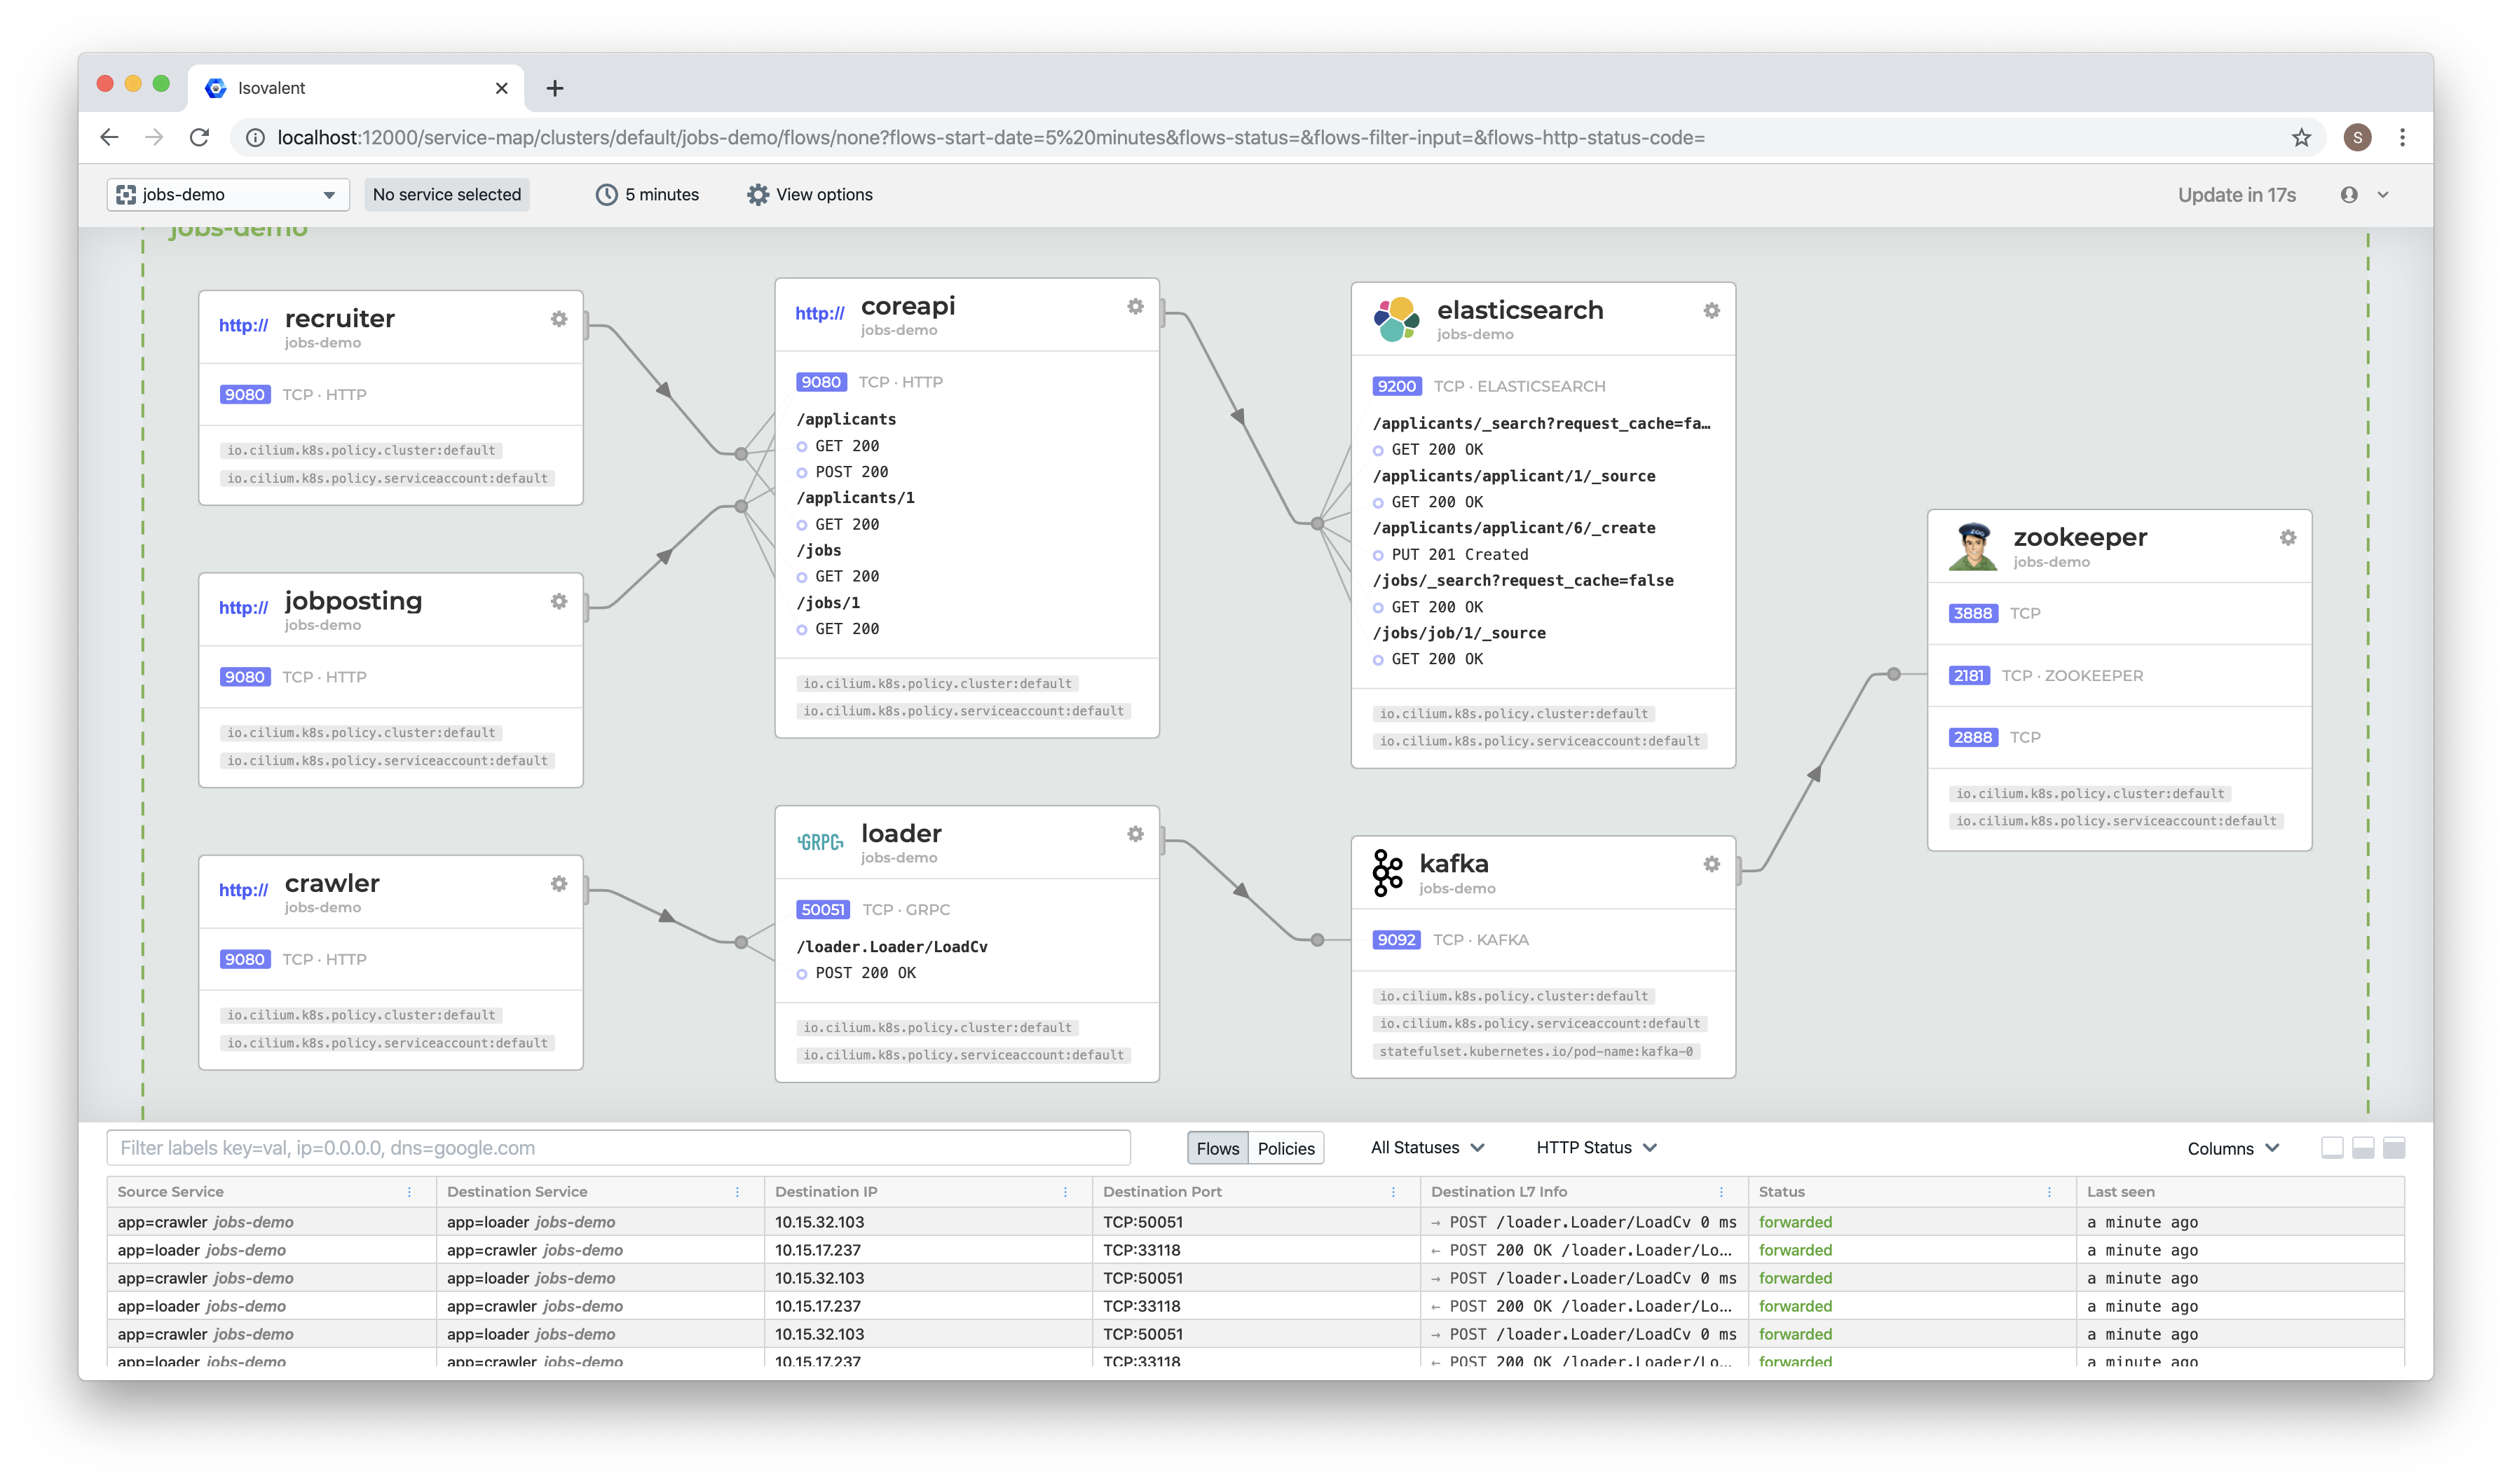 Isovalent
localhost:12000/service-map/clusters/default/jobs-demo/flows/none?flows-start-date=5%20minutes&flows-status=&flows-filter-input=&flows-http-status-code=
S
jobs-demo
No service selected
5 minutes
View options
Update in 17s
jobs-demo
http://
recruiter
jobs-demo
9080 TCP · HTTP
io.cilium.k8s.policy.cluster:default
io.cilium.k8s.policy.serviceaccount:default
http://
jobposting
jobs-demo
9080 TCP · HTTP
io.cilium.k8s.policy.cluster:default
io.cilium.k8s.policy.serviceaccount:default
http://
crawler
jobs-demo
9080 TCP · HTTP
io.cilium.k8s.policy.cluster:default
io.cilium.k8s.policy.serviceaccount:default
http://
coreapi
jobs-demo
9080 TCP · HTTP
/applicants
GET 200
POST 200
/applicants/1
GET 200
/jobs
GET 200
/jobs/1
GET 200
io.cilium.k8s.policy.cluster:default
io.cilium.k8s.policy.serviceaccount:default
GRPC
loader
jobs-demo
50051 TCP · GRPC
/loader.Loader/LoadCv
POST 200 OK
io.cilium.k8s.policy.cluster:default
io.cilium.k8s.policy.serviceaccount:default
elasticsearch
jobs-demo
9200 TCP · ELASTICSEARCH
/applicants/_search?request_cache=fa…
GET 200 OK
/applicants/applicant/1/_source
GET 200 OK
/applicants/applicant/6/_create
PUT 201 Created
/jobs/_search?request_cache=false
GET 200 OK
/jobs/job/1/_source
GET 200 OK
io.cilium.k8s.policy.cluster:default
io.cilium.k8s.policy.serviceaccount:default
kafka
jobs-demo
9092 TCP · KAFKA
io.cilium.k8s.policy.cluster:default
io.cilium.k8s.policy.serviceaccount:default
statefulset.kubernetes.io/pod-name:kafka-0
zookeeper
jobs-demo
3888 TCP
2181 TCP · ZOOKEEPER
2888 TCP
io.cilium.k8s.policy.cluster:default
io.cilium.k8s.policy.serviceaccount:default
Filter labels key=val, ip=0.0.0.0, dns=google.com
Flows Policies
All Statuses
HTTP Status
Columns
Source Service Destination Service Destination IP Destination Port Destination L7 Info Status Last seen
app=crawler jobs-demo app=loader jobs-demo 10.15.32.103 TCP:50051 → POST /loader.Loader/LoadCv 0 ms forwarded a minute ago
app=loader jobs-demo app=crawler jobs-demo 10.15.17.237 TCP:33118 ← POST 200 OK /loader.Loader/Lo… forwarded a minute ago
app=crawler jobs-demo app=loader jobs-demo 10.15.32.103 TCP:50051 → POST /loader.Loader/LoadCv 0 ms forwarded a minute ago
app=loader jobs-demo app=crawler jobs-demo 10.15.17.237 TCP:33118 ← POST 200 OK /loader.Loader/Lo… forwarded a minute ago
app=crawler jobs-demo app=loader jobs-demo 10.15.32.103 TCP:50051 → POST /loader.Loader/LoadCv 0 ms forwarded a minute ago
app=loader jobs-demo app=crawler jobs-demo 10.15.17.237 TCP:33118 ← POST 200 OK /loader.Loader/Lo… forwarded a minute ago